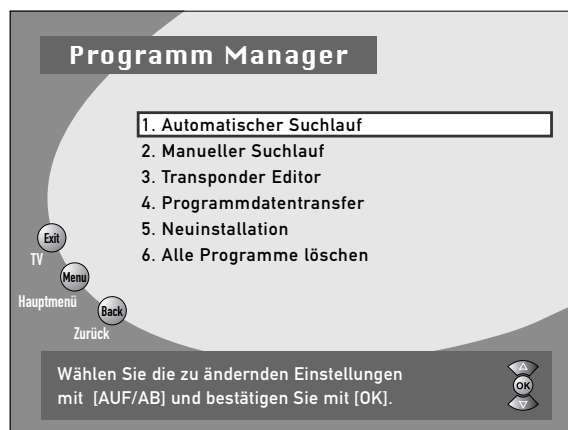 Programm Manager
1. Automatischer Suchlauf
2. Manueller Suchlauf
3. Transponder Editor
4. Programmdatentransfer
5. Neuinstallation
6. Alle Programme löschen
Exit
TV
Menu
Hauptmenü
Back
Zurück
Wählen Sie die zu ändernden Einstellungen
mit [AUF/AB] und bestätigen Sie mit [OK].
OK